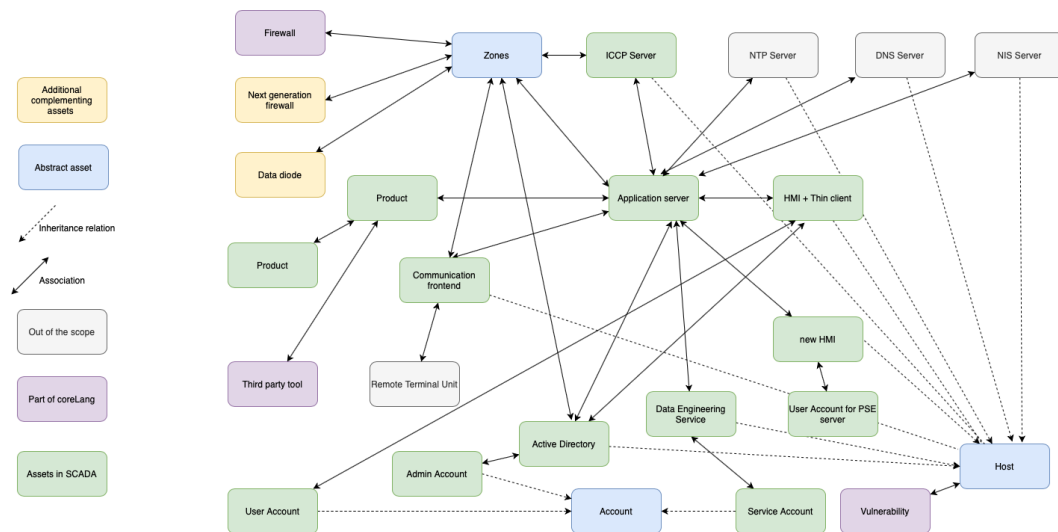 Firewall
Zones
ICCP Server
NTP Server
DNS Server
NIS Server
Additional
complementing
assets
Next generation
firewall
Abstract asset
Data diode
Product
Application server
HMI + Thin client
Inheritance relation
Product
Communication
frontend
Association
Out of the scope
new HMI
Part of coreLang
Third party tool
Remote Terminal Unit
Data Engineering
Service
User Account for PSE
server
Active Directory
Assets in SCADA
Admin Account
Host
User Account
Account
Service Account
Vulnerability